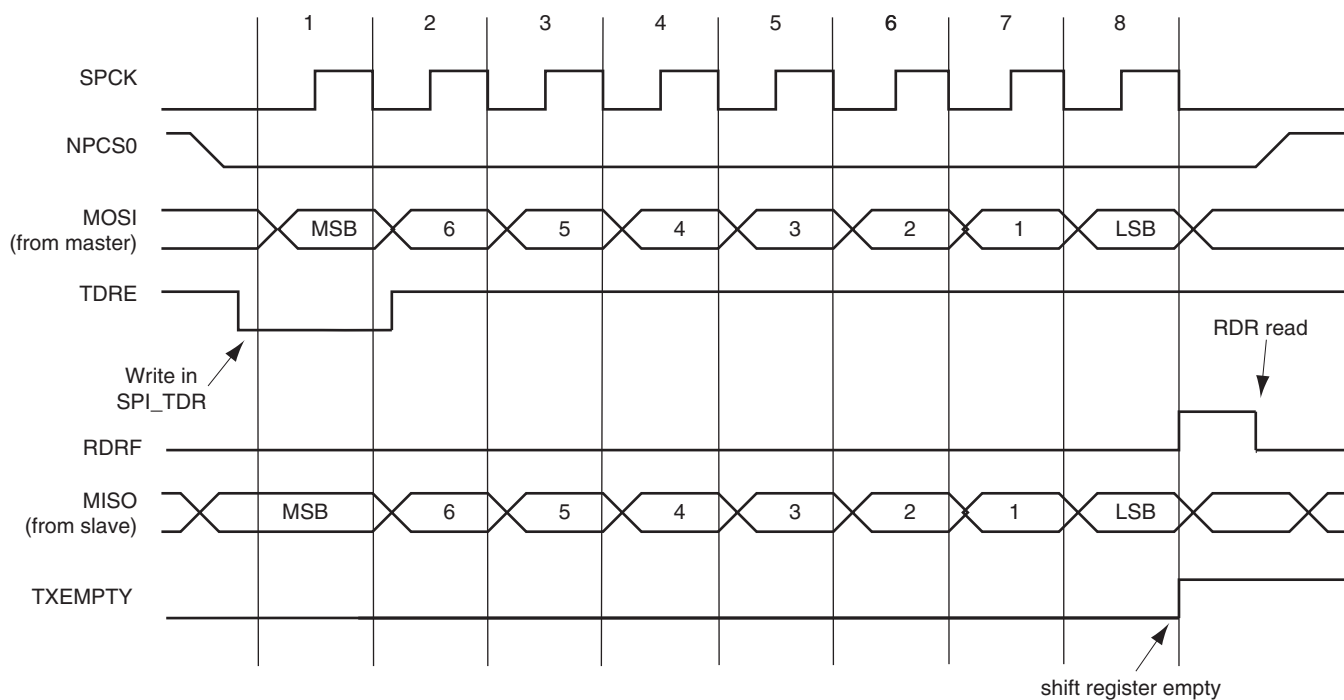 1 2 3 4 5 6 7 8
SPCK
NPCS0
MOSI
(from master)
MSB 6 5 4 3 2 1 LSB
TDRE
Write in
SPI_TDR
RDR read
RDRF
MISO
(from slave)
MSB 6 5 4 3 2 1 LSB
TXEMPTY
shift register empty